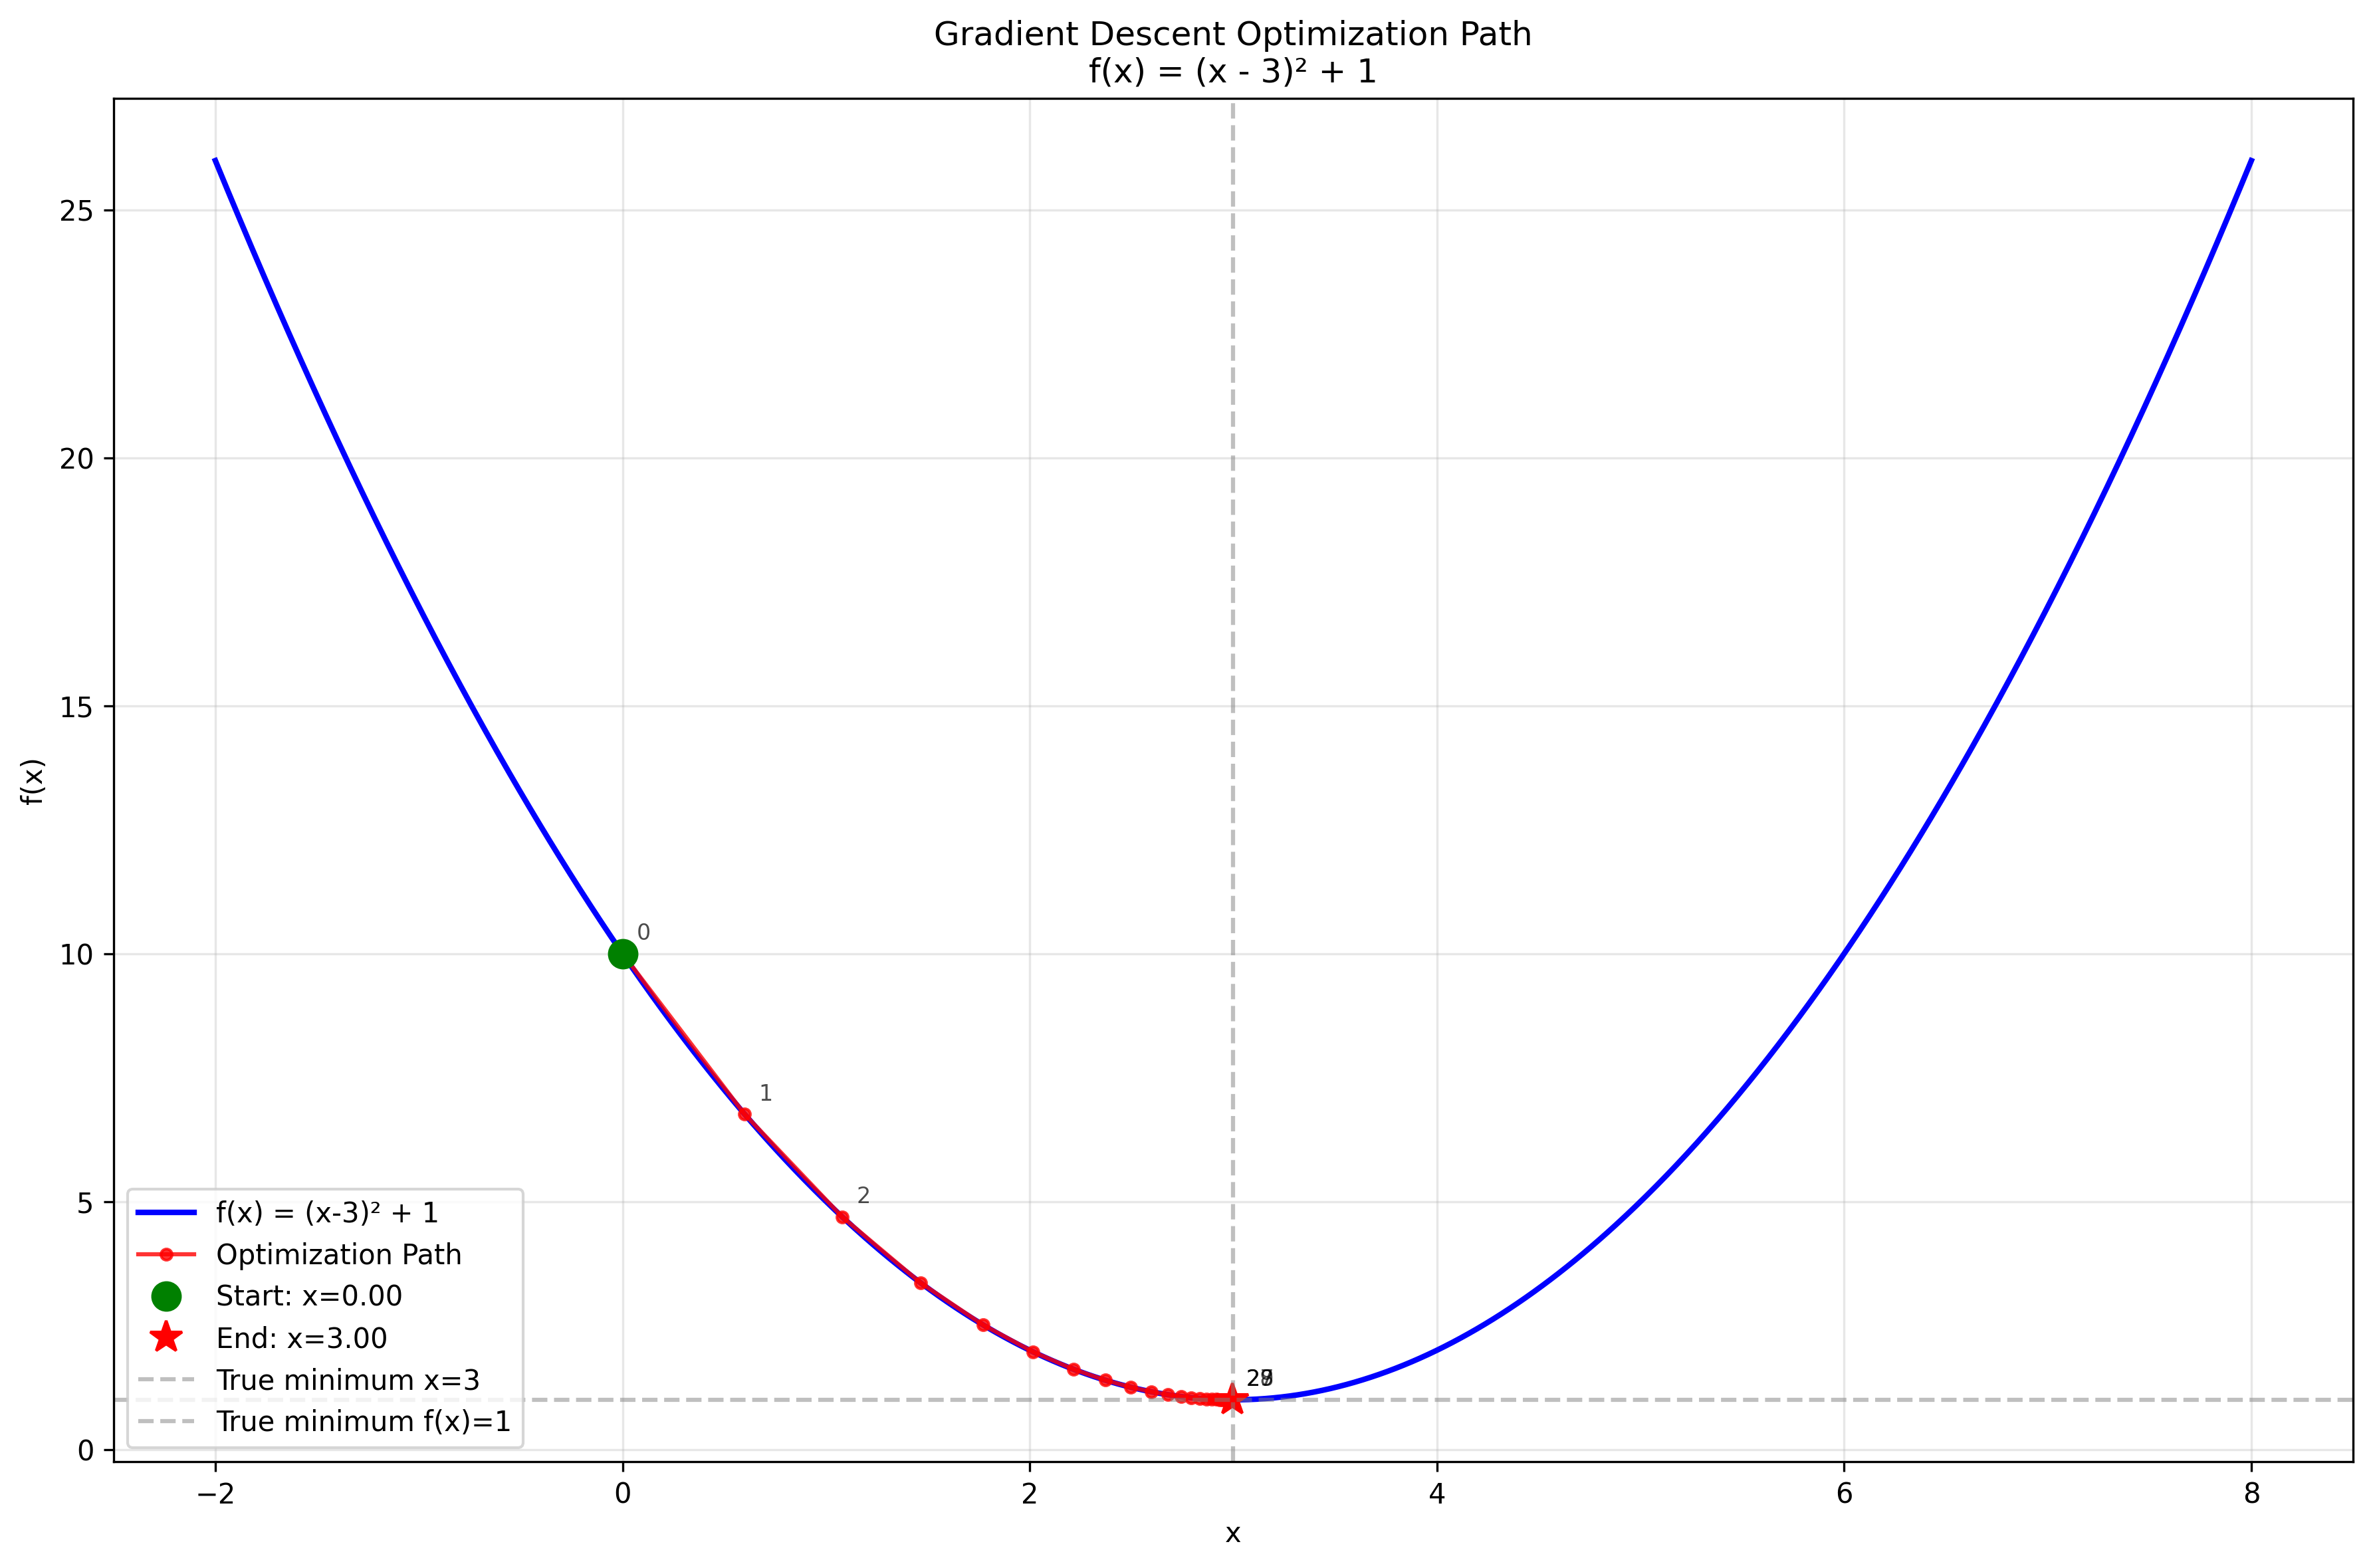 Gradient Descent Optimization Path
f(x) = (x - 3)² + 1
25
20
15
10
5
0
f(x)
0
1
2
f(x) = (x-3)² + 1
Optimization Path
Start: x=0.00
End: x=3.00
True minimum x=3
True minimum f(x)=1
−2
0
2
4
6
8
x